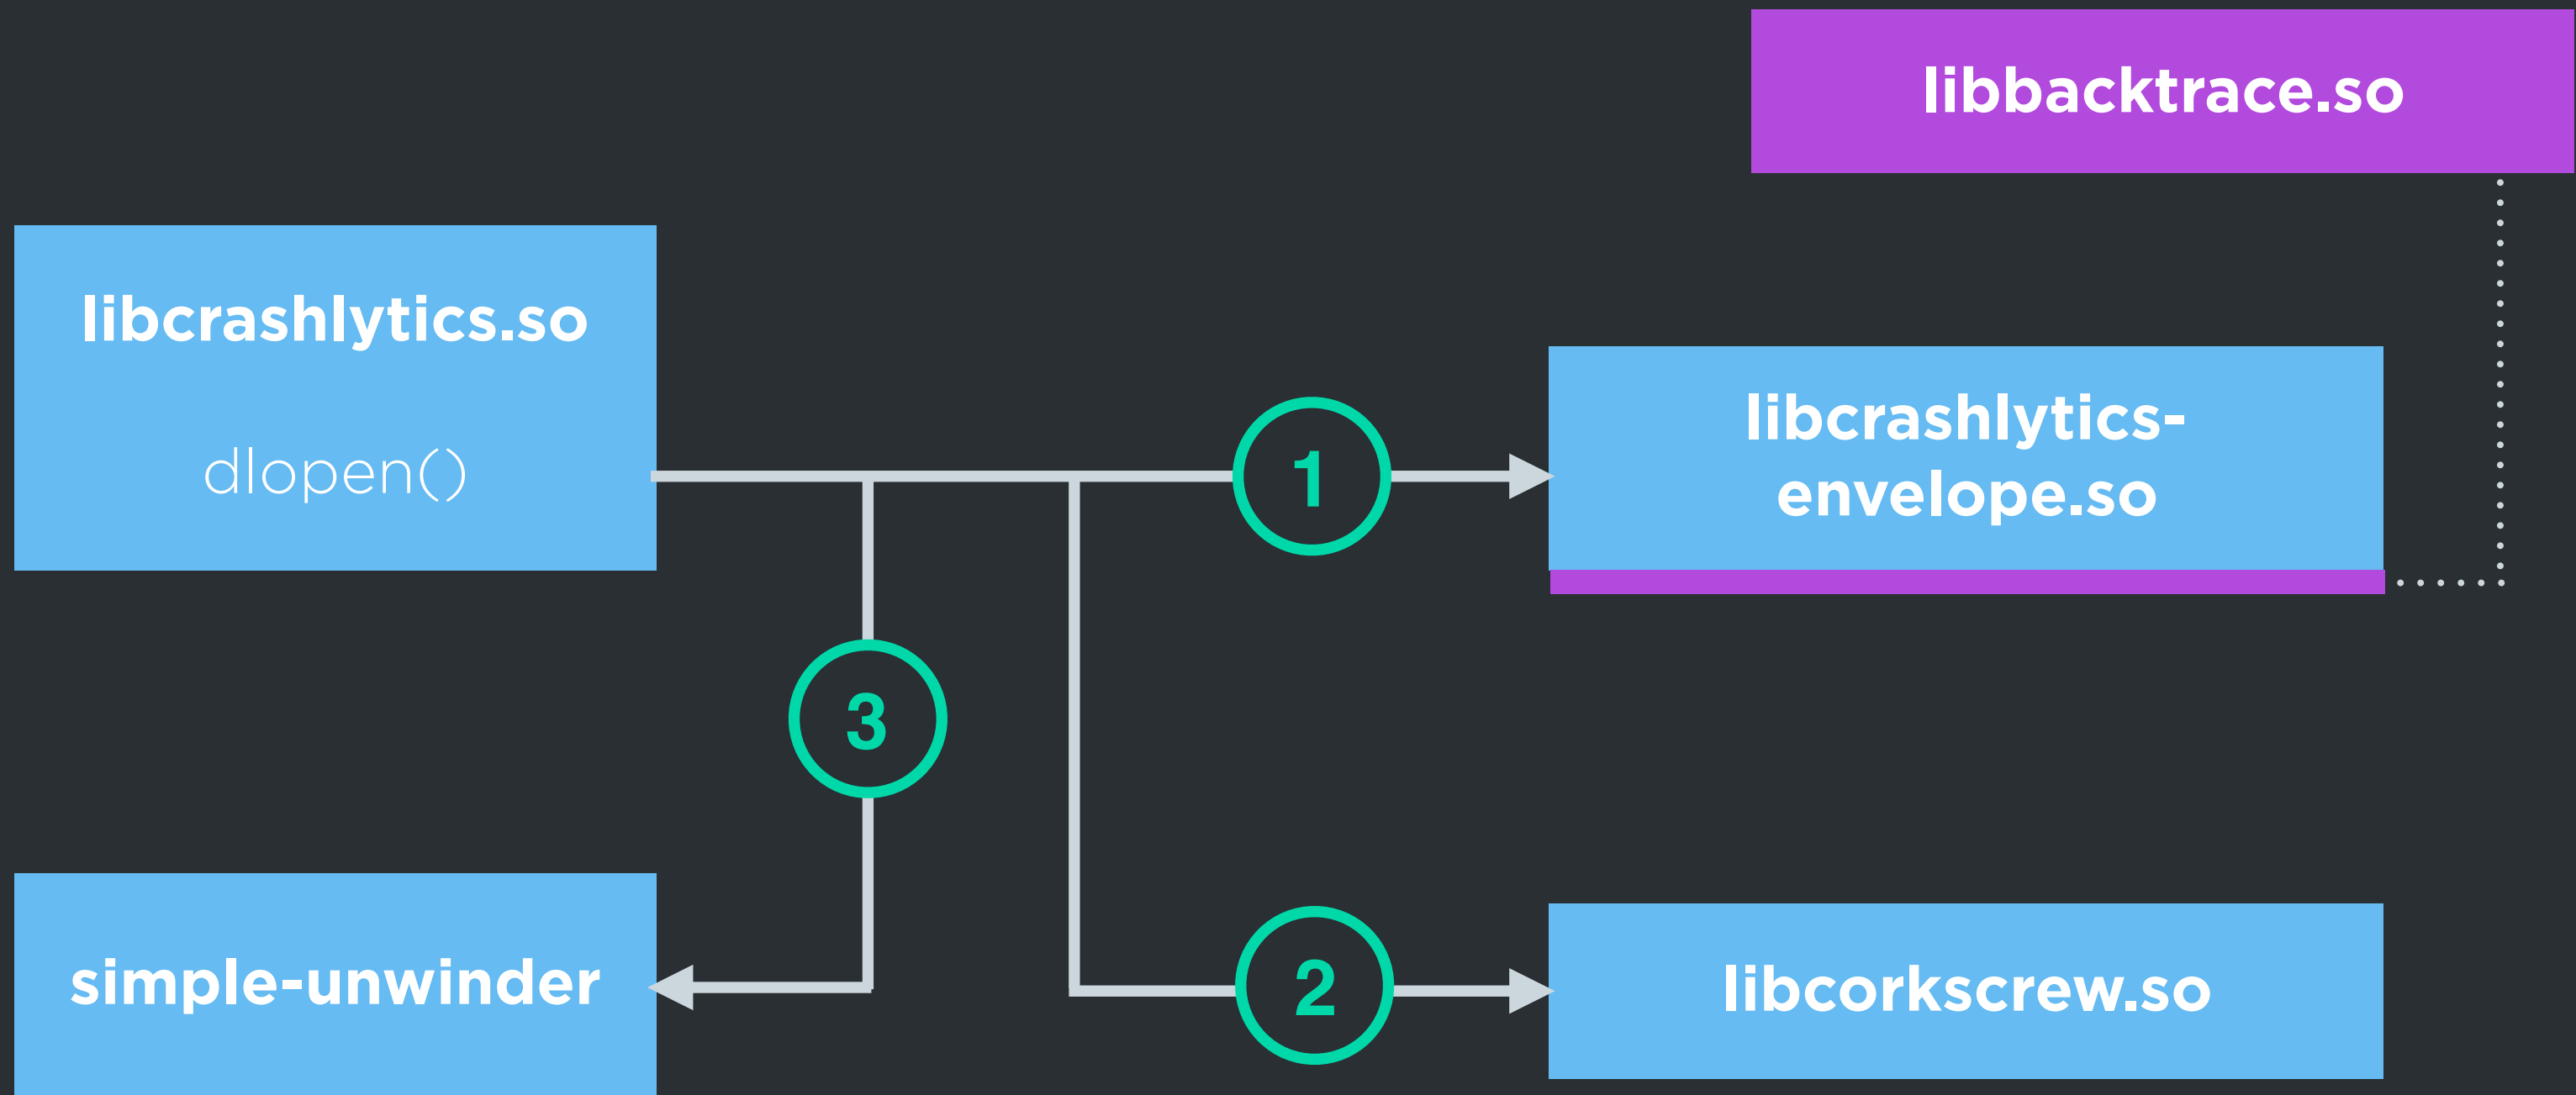 libbacktrace.so
libcrashlytics.so
dlopen()
libcrashlytics-
envelope.so
1
3
2
simple-unwinder
libcorkscrew.so